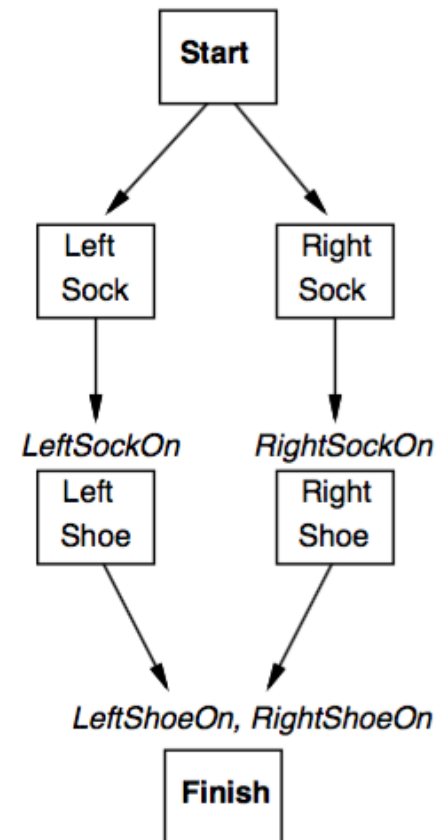 Start
Left
Sock
Right
Sock
LeftSockOn
RightSockOn
Left
Shoe
Right
Shoe
LeftShoeOn, RightShoeOn
Finish